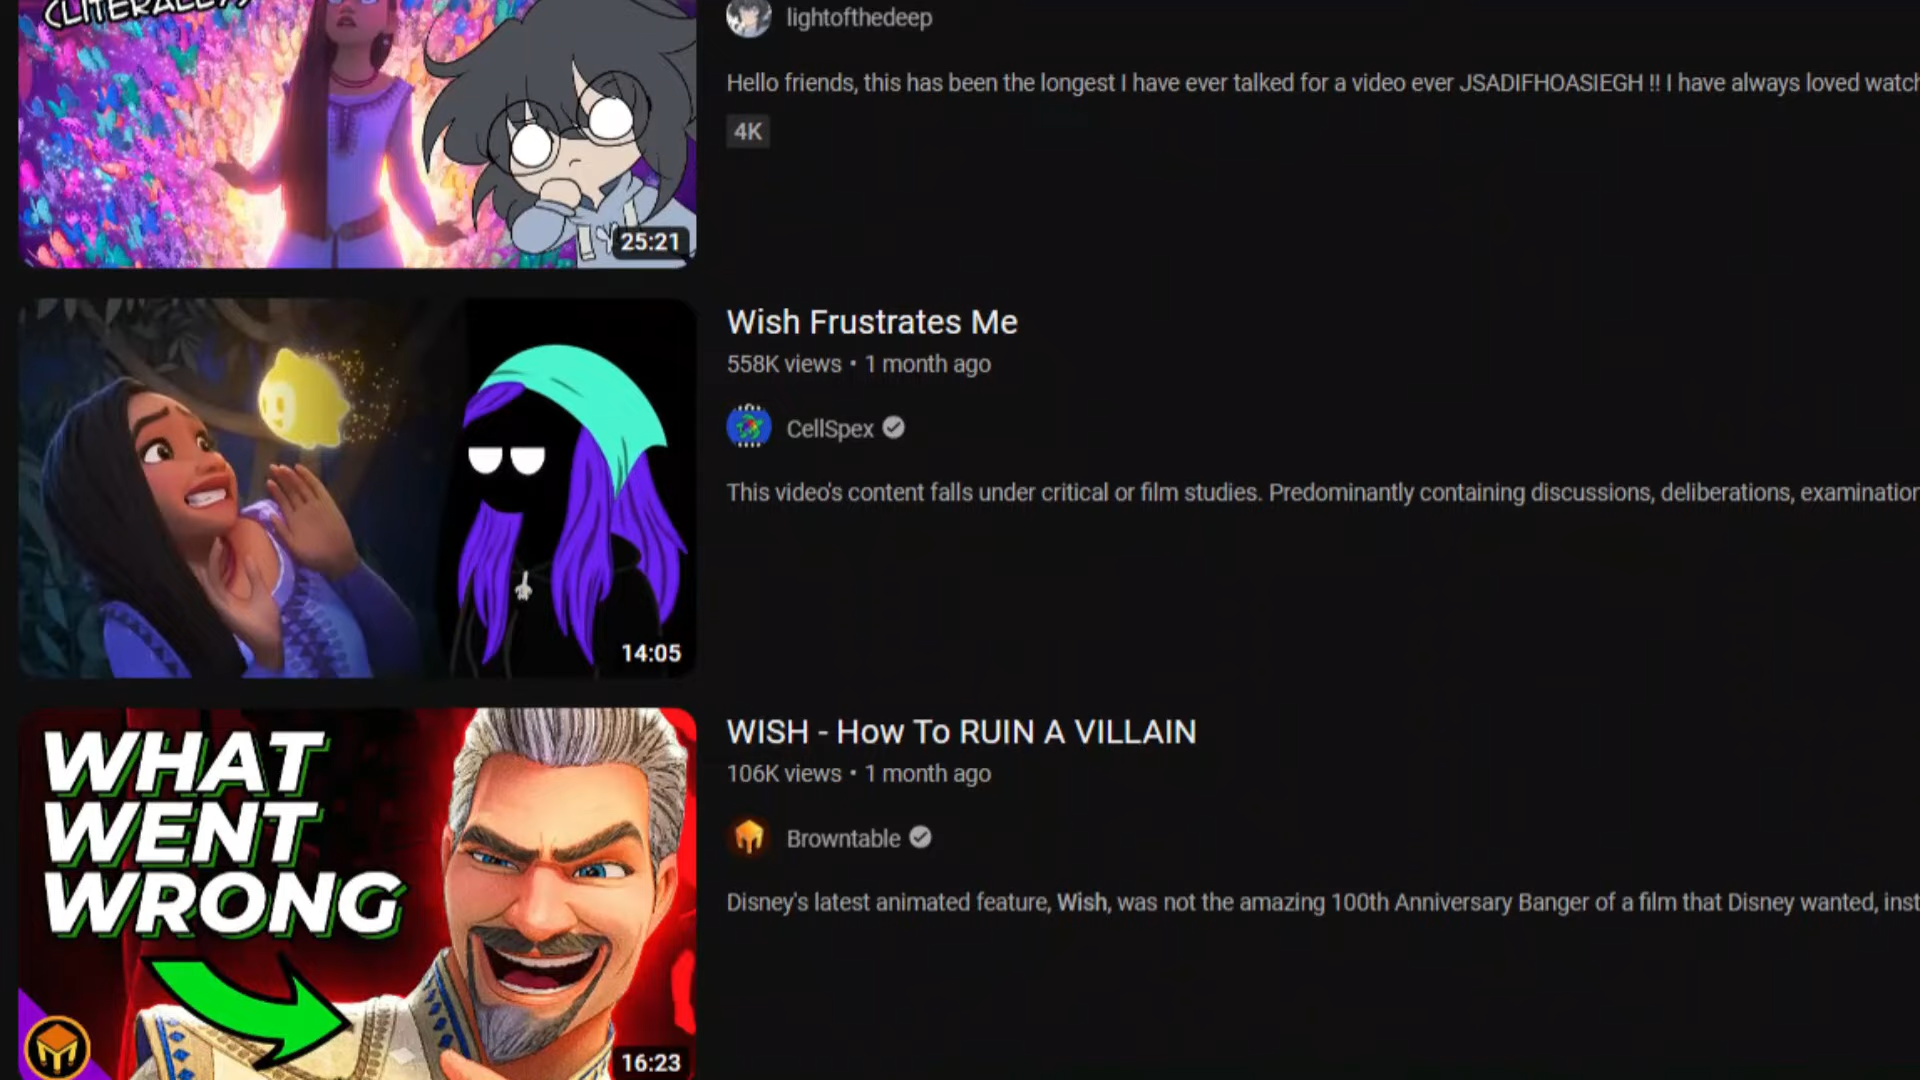 (LITERALLY)
lightofthedeep
Hello friends, this has been the longest I have ever talked for a video ever JSADIFHOASIEGH !! I have always loved watch
4K
25:21
Wish Frustrates Me
558K views • 1 month ago
CellSpex
This video's content falls under critical or film studies. Predominantly containing discussions, deliberations, examination
14:05
WHAT
WENT
WRONG
WISH - How To RUIN A VILLAIN
106K views • 1 month ago
Browntable
Disney's latest animated feature, Wish, was not the amazing 100th Anniversary Banger of a film that Disney wanted, inst
16:23